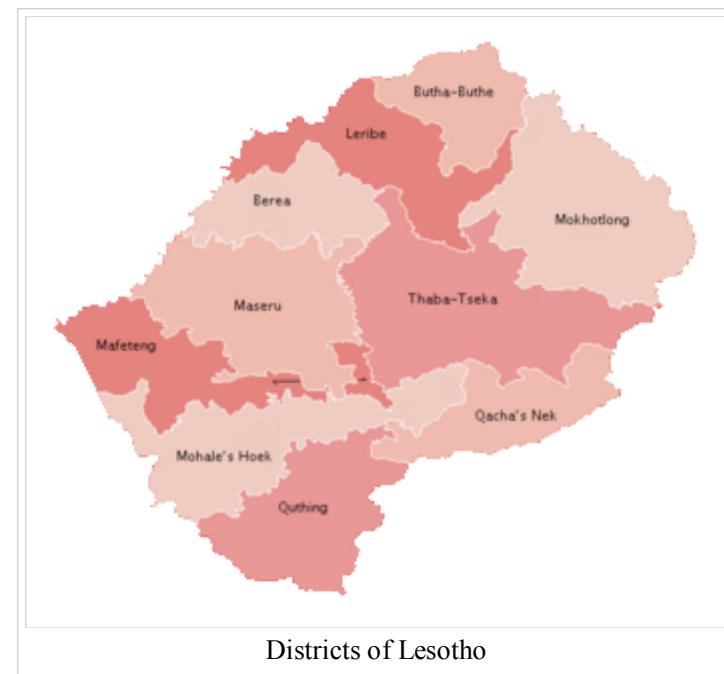 Butha-Buthe
Leribe
Berea
Mokhotlong
Thaba-Tseka
Maseru
Mafeteng
Qacha's Nek
Mohale's Hoek
Quthing
Districts of Lesotho